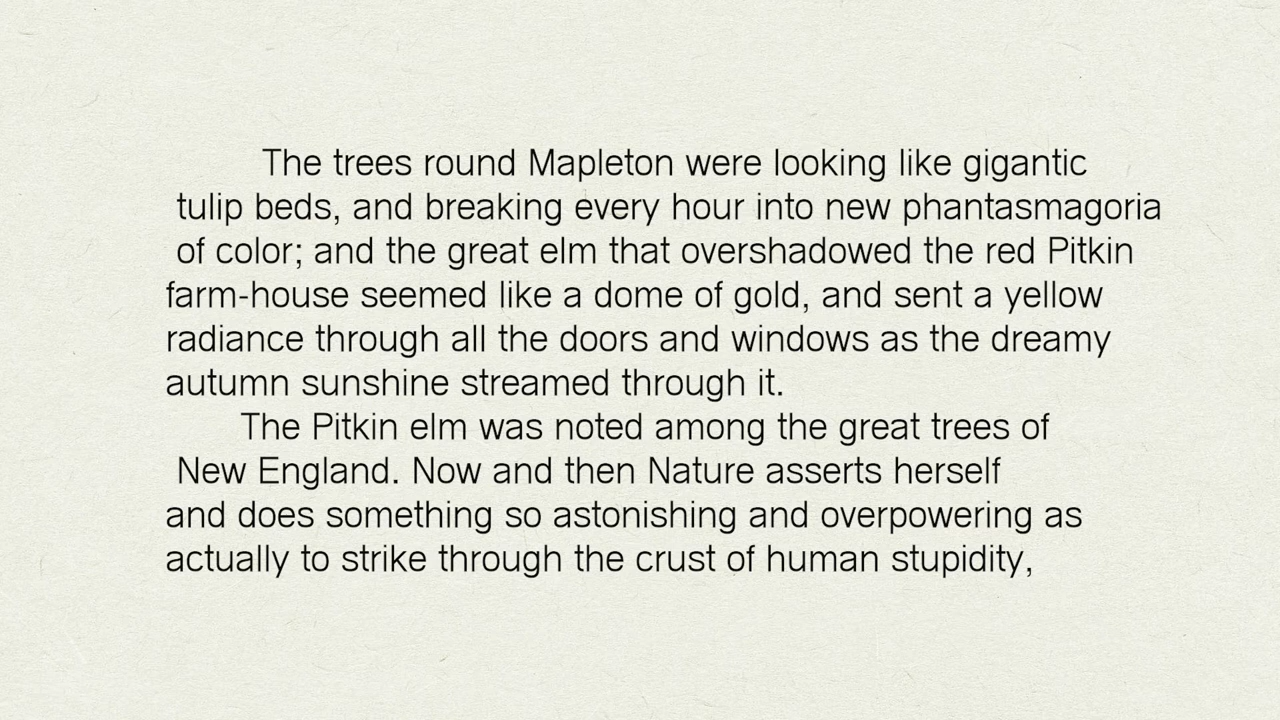 The trees round Mapleton were looking like gigantic
tulip beds, and breaking every hour into new phantasmagoria
of color; and the great elm that overshadowed the red Pitkin
farm-house seemed like a dome of gold, and sent a yellow
radiance through all the doors and windows as the dreamy
autumn sunshine streamed through it.
The Pitkin elm was noted among the great trees of
New England. Now and then Nature asserts herself
and does something so astonishing and overpowering as
actually to strike through the crust of human stupidity,